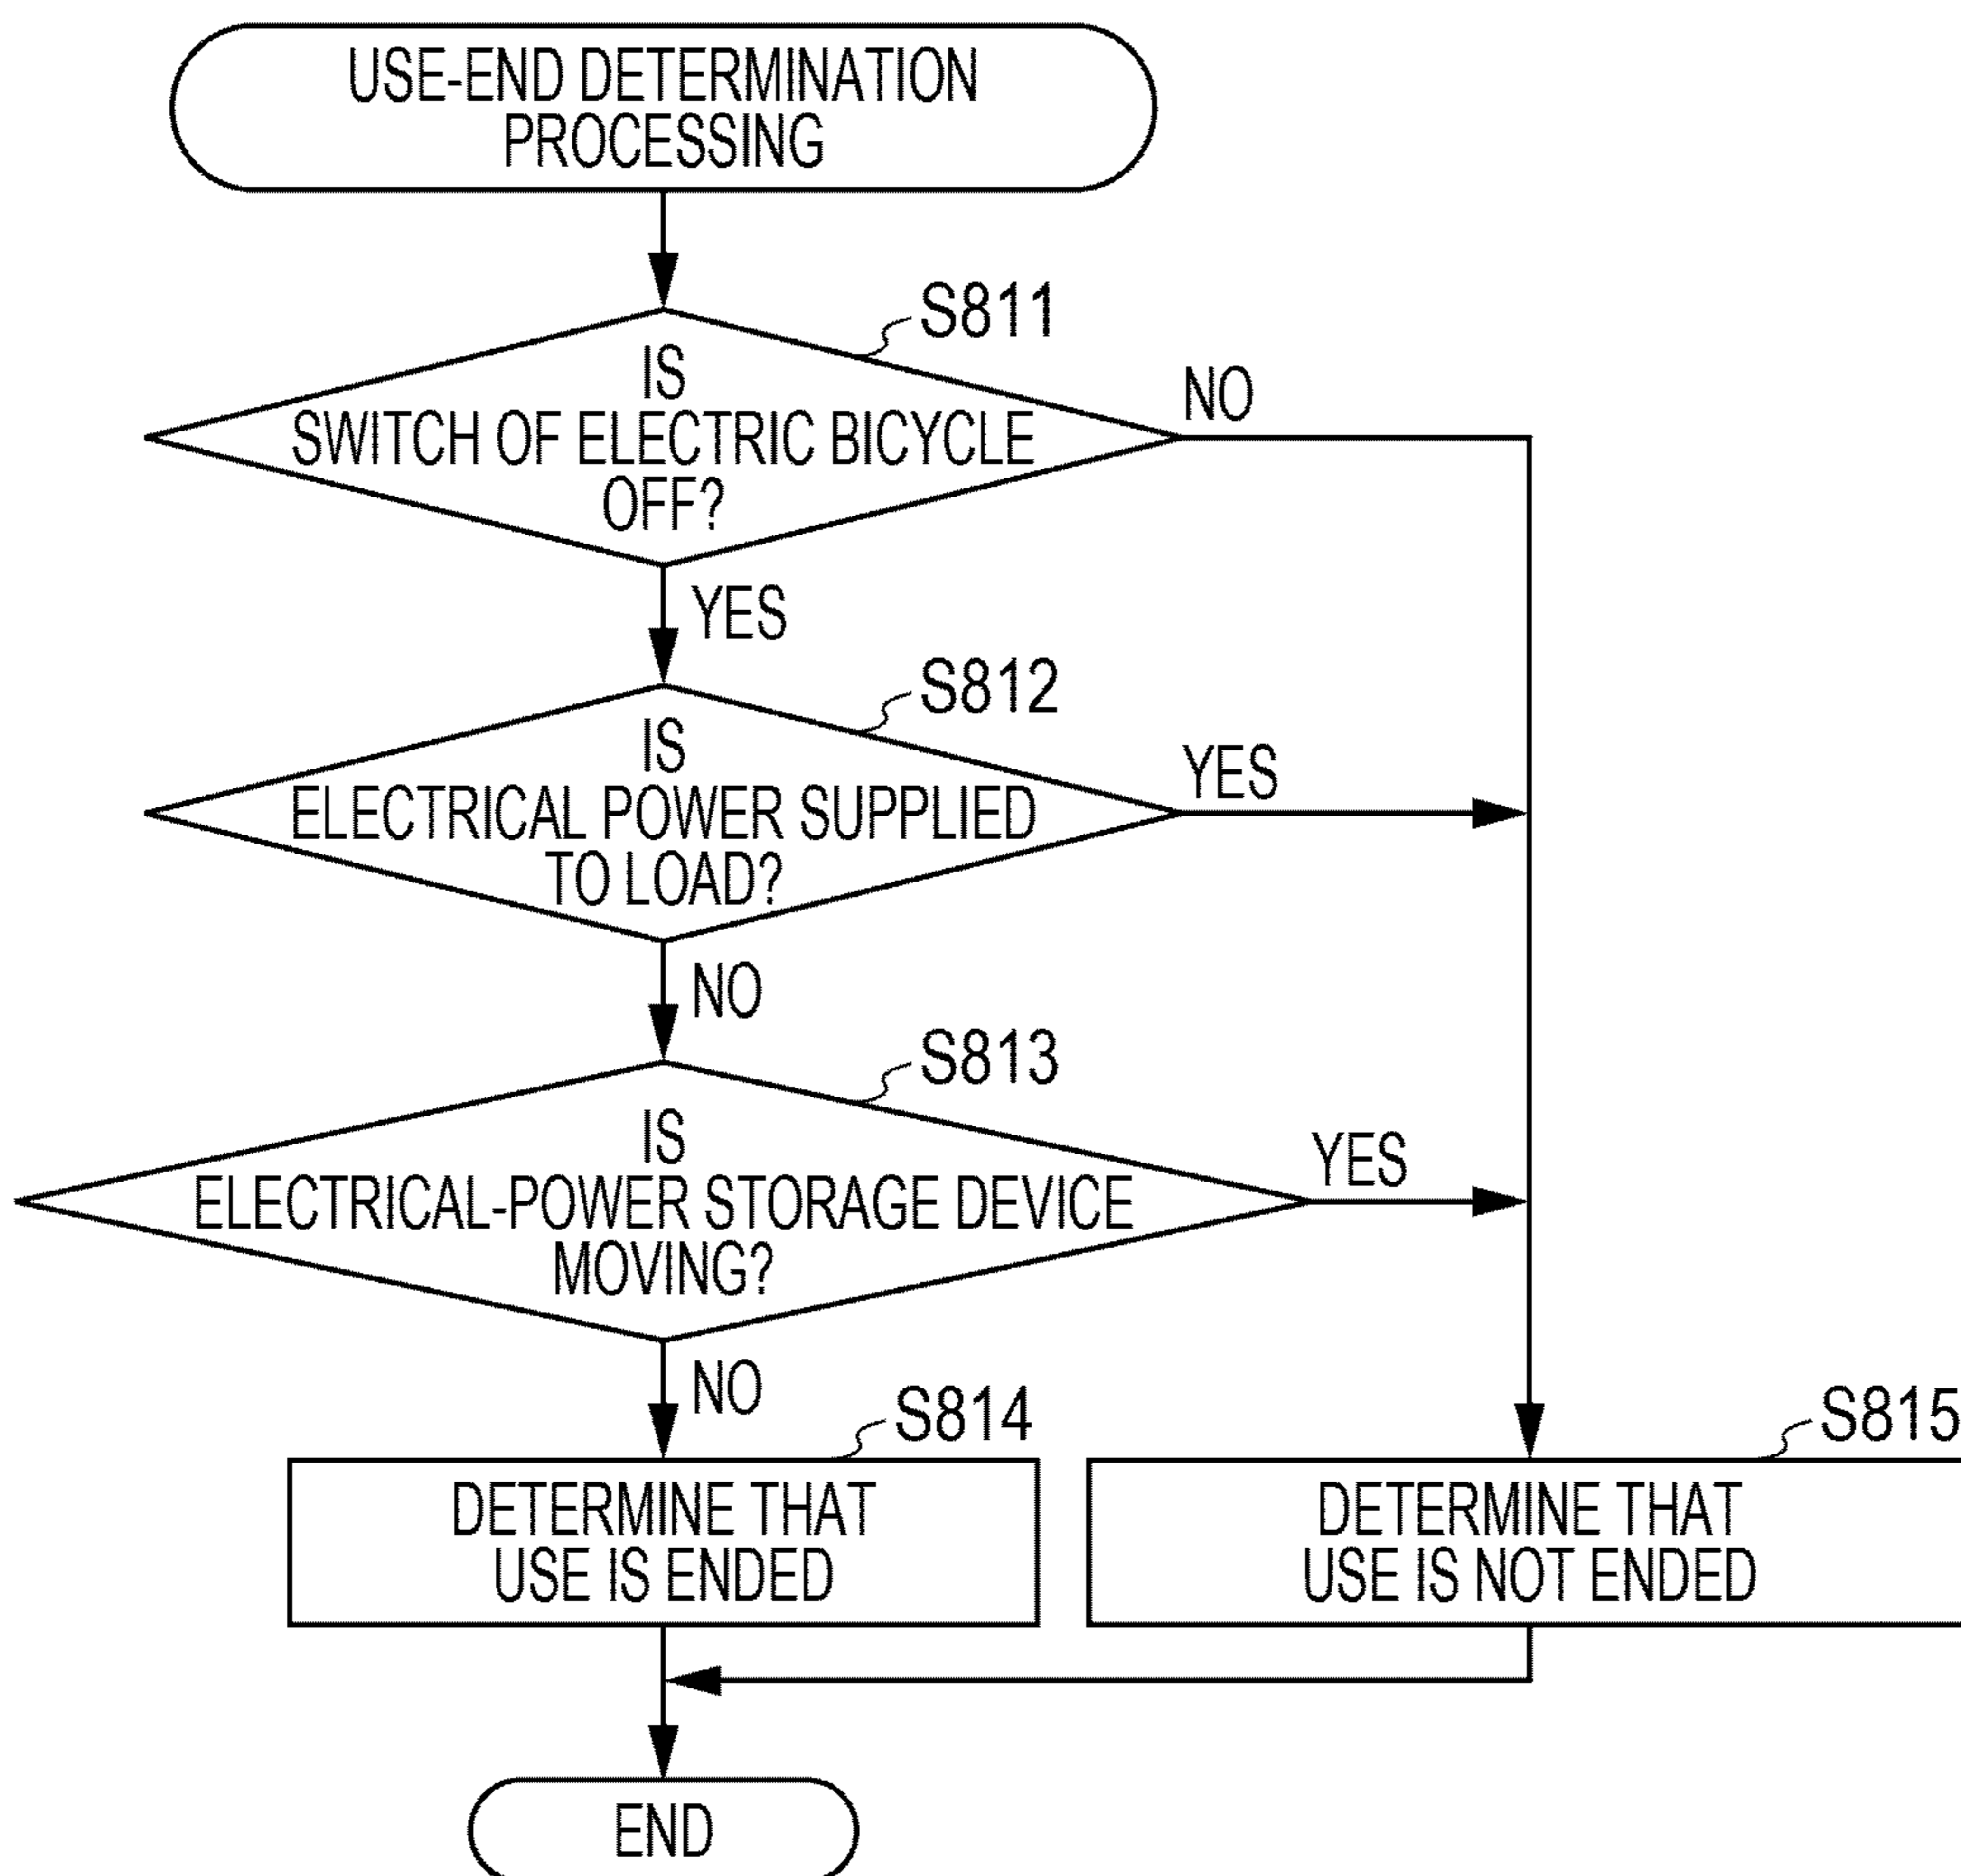 USE-END DETERMINATION
PROCESSING
S811
IS
SWITCH OF ELECTRIC BICYCLE
OFF?
NO
YES
S812
IS
ELECTRICAL POWER SUPPLIED
TO LOAD?
YES
NO
S813
IS
ELECTRICAL-POWER STORAGE DEVICE
MOVING?
YES
NO
S814
DETERMINE THAT
USE IS ENDED
S815
DETERMINE THAT
USE IS NOT ENDED
END